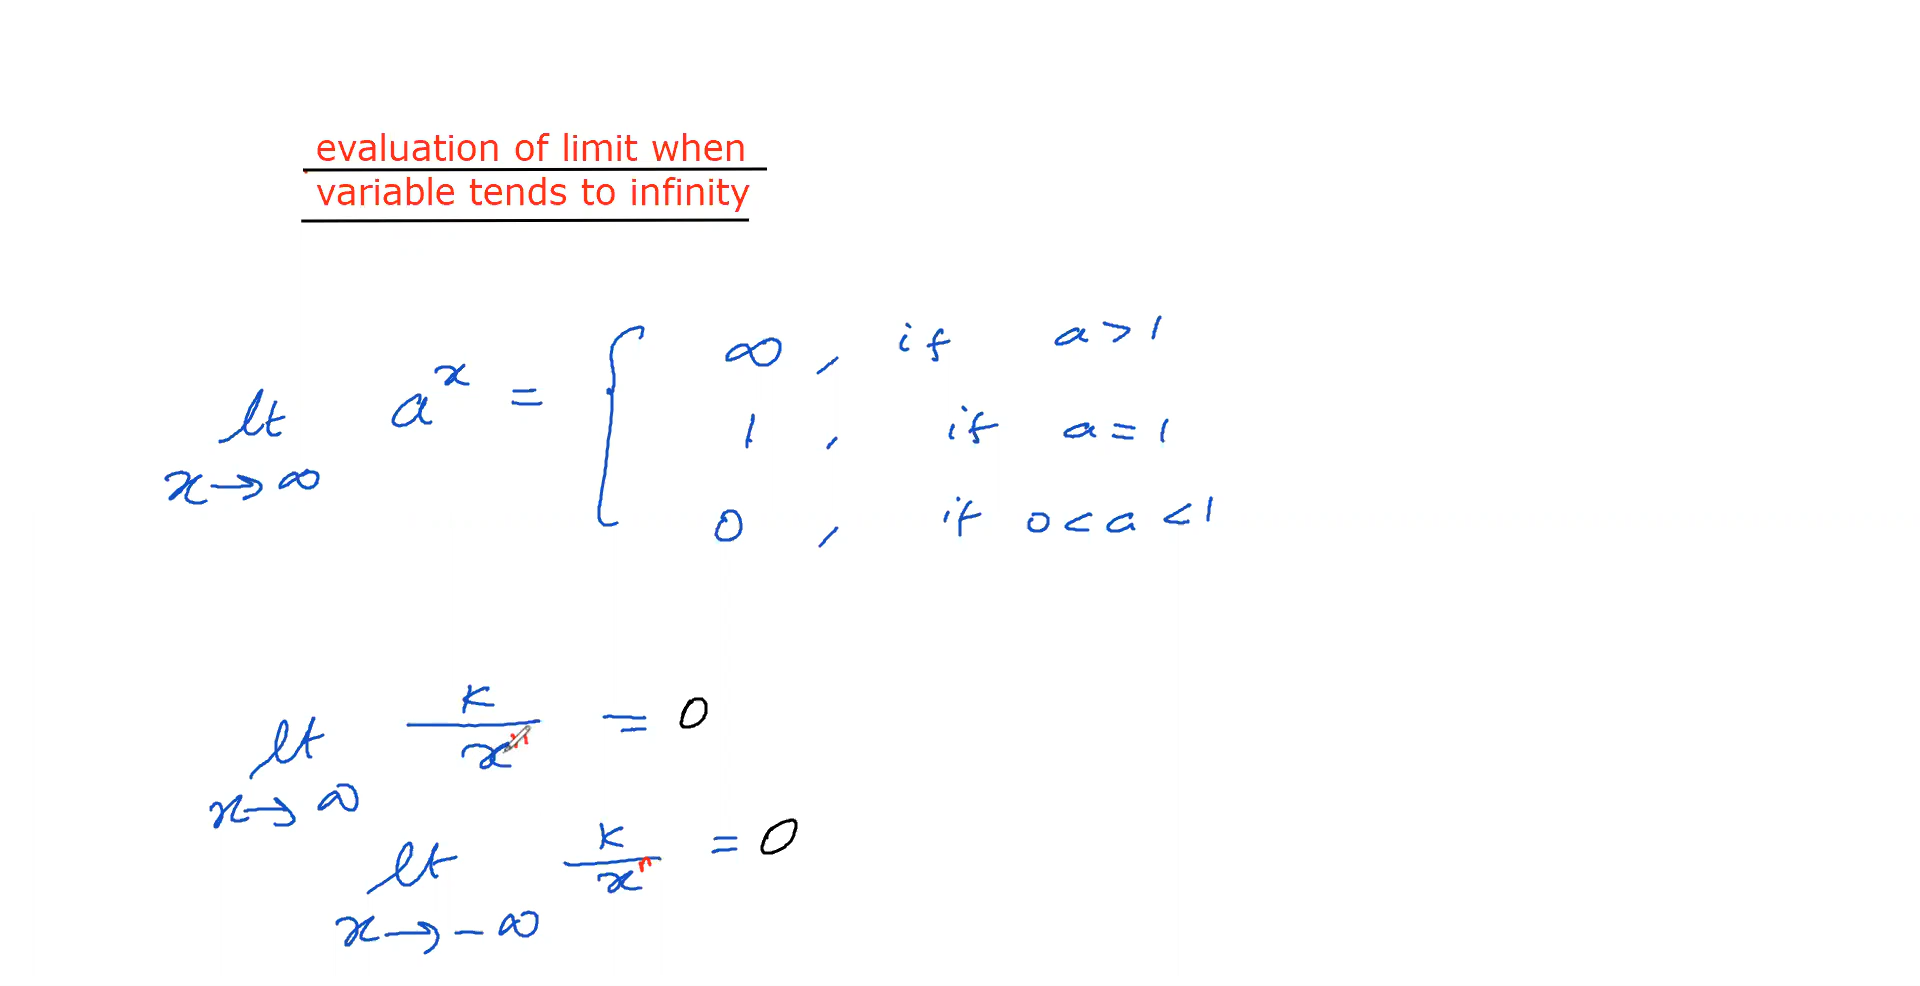 evaluation of limit when
variable tends to infinity
lt x→∞ a^x = { ∞, if a>1
1, if a=1
0, if 0<a<1
lt x→∞ K/x^n = 0
lt x→-∞ K/x^n = 0